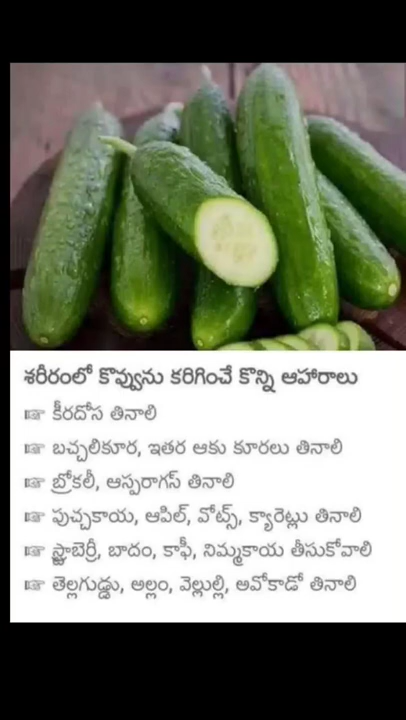 శరీరంలో కొవ్వును కరిగించే కొన్ని ఆహారాలు
☞ కీరదోస తినాలి
☞ బచ్చలికూర, ఇతర ఆకు కూరలు తినాలి
☞ బ్రోకలీ, ఆస్పరాగస్ తినాలి
☞ పుచ్చకాయ, ఆపిల్, వోట్స్, క్యారెట్లు తినాలి
☞ స్ట్రాబెర్రీ, బాదం, కాఫీ, నిమ్మకాయ తీసుకోవాలి
☞ తెల్లగుడ్డు, అల్లం, వెల్లుల్లి, అవోకాడో తినాలి